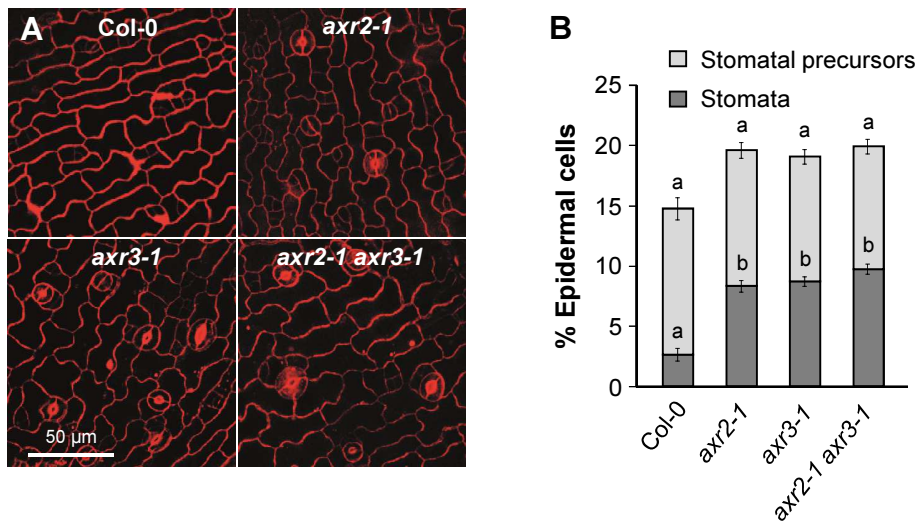 A
Col-0
axr2-1
axr3-1
axr2-1 axr3-1
50 µm
B
Stomatal precursors
Stomata
% Epidermal cells
25
20
15
10
5
0
a
a
a
a
a
b
b
b
Col-0
axr2-1
axr3-1
axr2-1 axr3-1